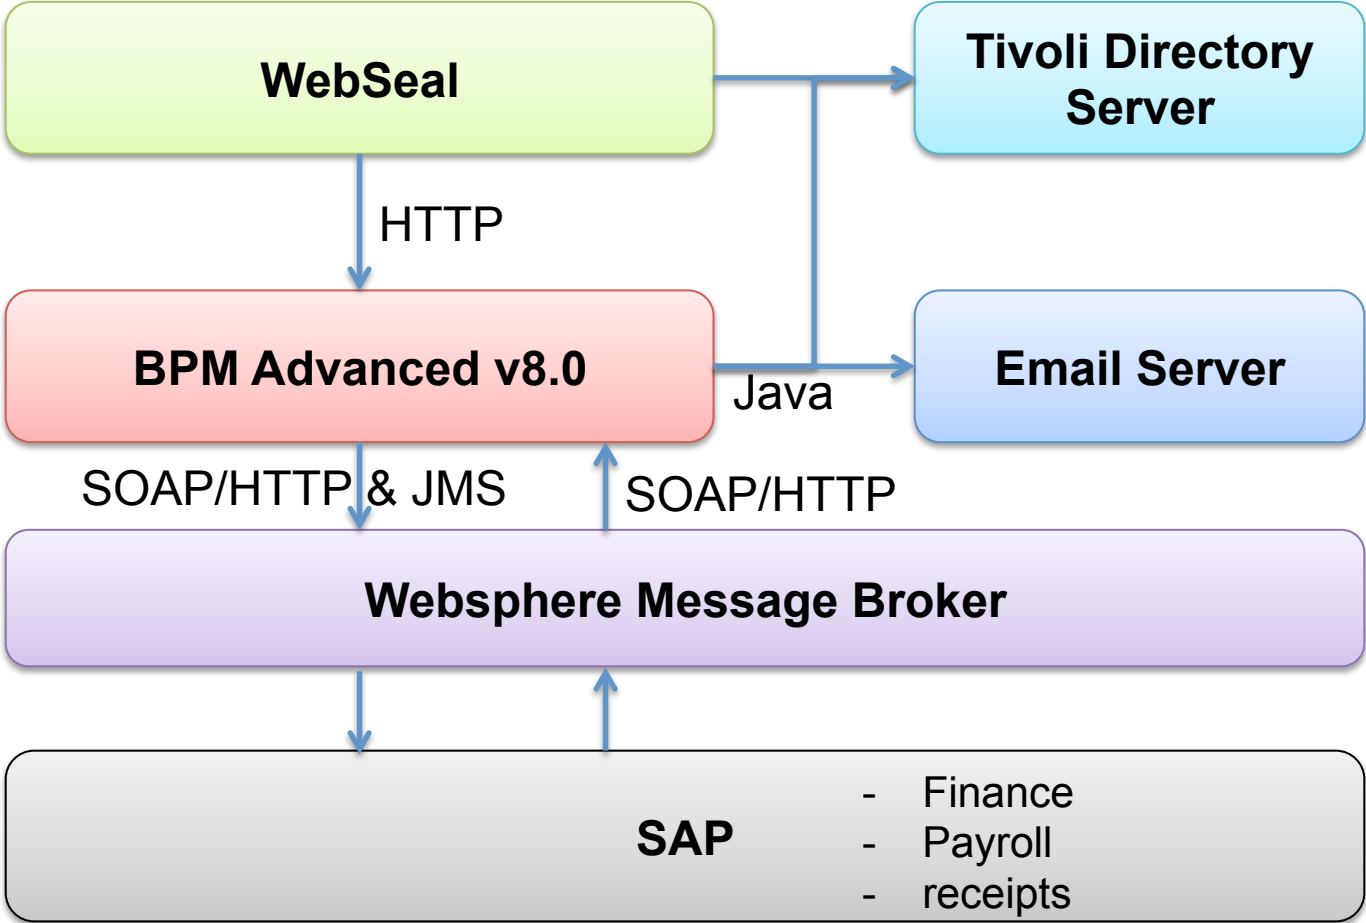 WebSeal
Tivoli Directory
Server
HTTP
BPM Advanced v8.0
Java
Email Server
SOAP/HTTP & JMS
SOAP/HTTP
Websphere Message Broker
SAP
- Finance
- Payroll
- receipts